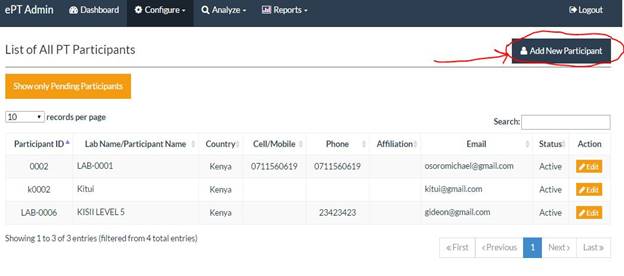 ePT Admin Dashboard Configure Analyze Reports Logout
List of All PT Participants Add New Participant
Show only Pending Participants
10 records per page
Search:
Participant ID Lab Name/Participant Name Country Cell/Mobile Phone Affiliation Email Status Action
0002 LAB-0001 Kenya 0711560619 0711560619 osoromichael@gmail.com Active Edit
k0002 Kitui Kenya kitui@gmail.com Active Edit
LAB-0006 KISII LEVEL 5 Kenya 23423423 gideon@gmail.com Active Edit
Showing 1 to 3 of 3 entries (filtered from 4 total entries)
« First ‹ Previous 1 Next › Last »